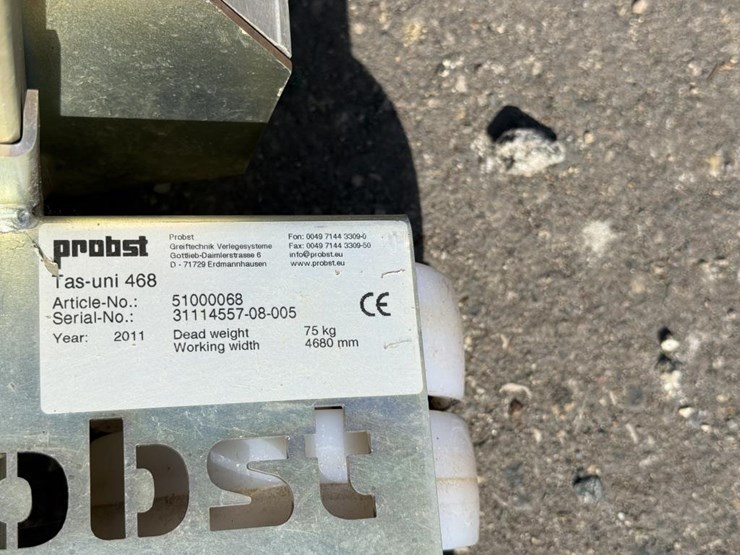 probst
Probst
Greiftechnik Verlegesysteme
Gottlieb-Daimlerstrasse 6
D - 71729 Erdmannhausen
Fon: 0049 7144 3309-0
Fax: 0049 7144 3309-50
info@probst.eu
www.probst.eu
Tas-uni 468
Article-No.: 51000068
Serial-No.: 31114557-08-005
CE
Year: 2011 Dead weight 75 kg
Working width 4680 mm
obst